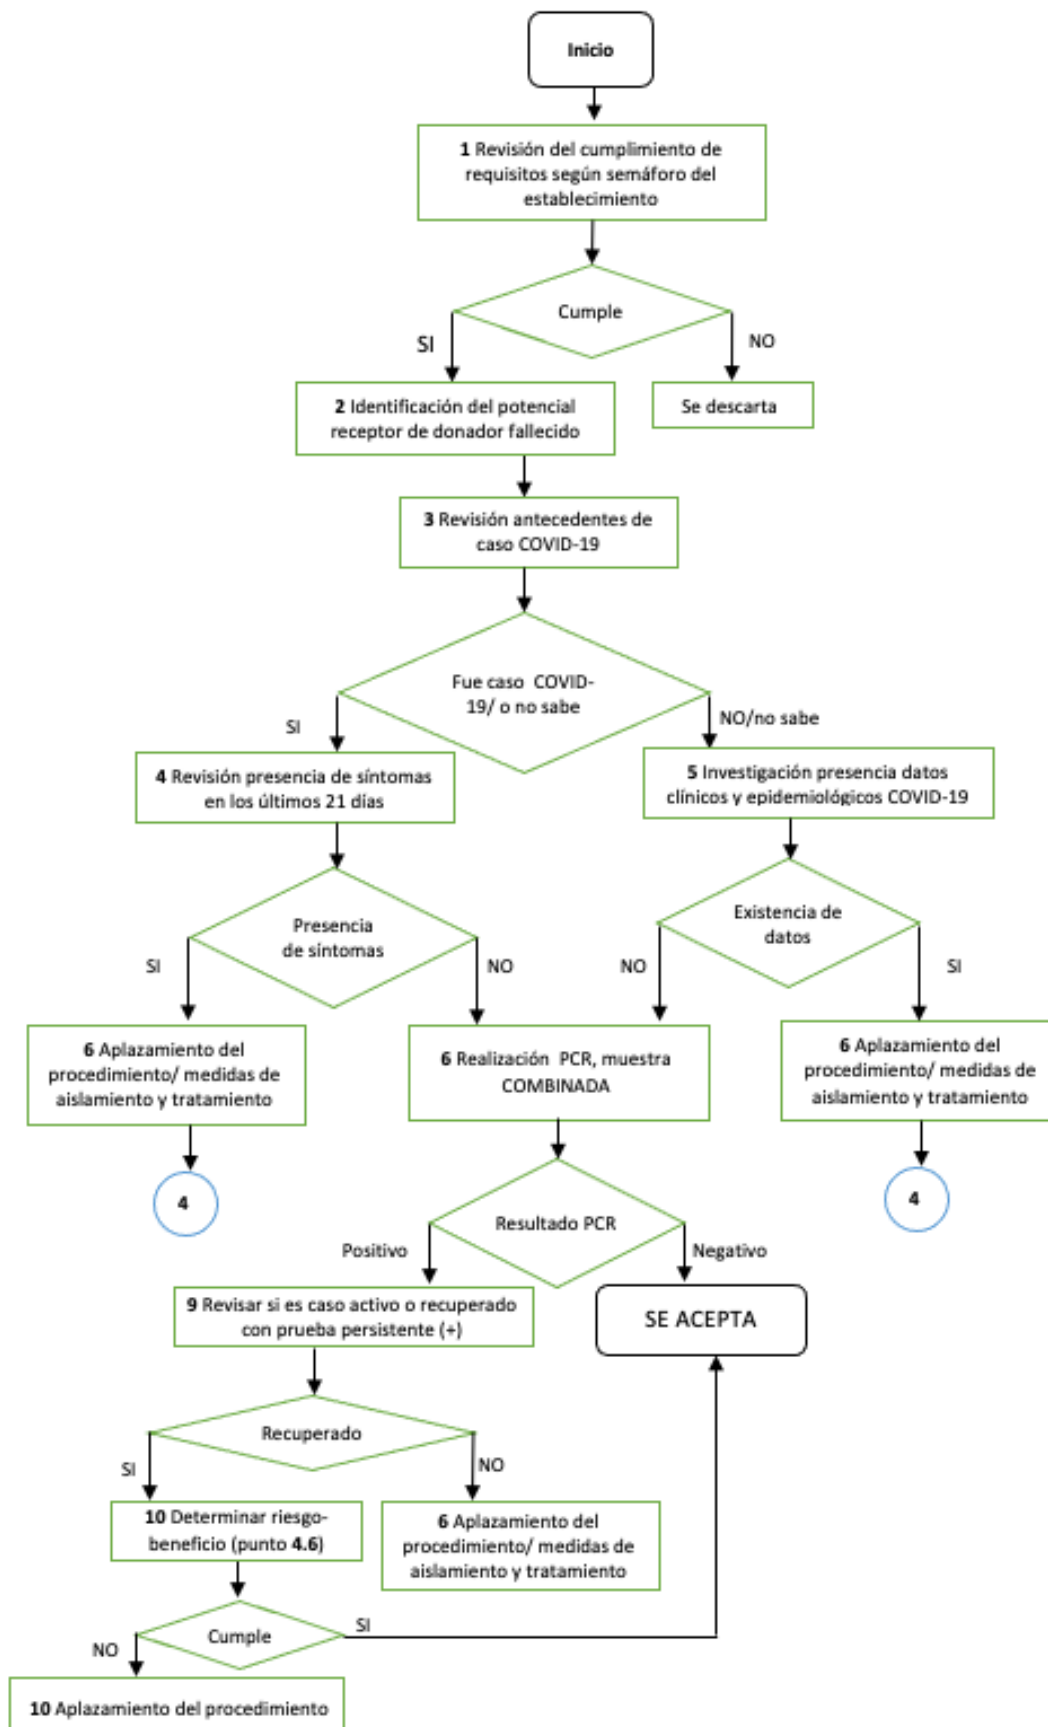 Inicio
1 Revisión del cumplimiento de
requisitos según semáforo del
establecimiento
Cumple
SI
NO
2 Identificación del potencial
receptor de donador fallecido
Se descarta
3 Revisión antecedentes de
caso COVID-19
Fue caso COVID-
19/ o no sabe
SI
NO/no sabe
4 Revisión presencia de síntomas
en los últimos 21 días
5 Investigación presencia datos
clínicos y epidemiológicos COVID-19
Presencia
de síntomas
Existencia de
datos
SI
NO
NO
SI
6 Aplazamiento del
procedimiento/ medidas de
aislamiento y tratamiento
6 Realización PCR, muestra
COMBINADA
6 Aplazamiento del
procedimiento/ medidas de
aislamiento y tratamiento
4
4
Resultado PCR
Positivo
Negativo
9 Revisar si es caso activo o recuperado
con prueba persistente (+)
SE ACEPTA
Recuperado
SI
NO
10 Determinar riesgo-
beneficio (punto 4.6)
6 Aplazamiento del
procedimiento/ medidas de
aislamiento y tratamiento
Cumple
SI
NO
10 Aplazamiento del procedimiento